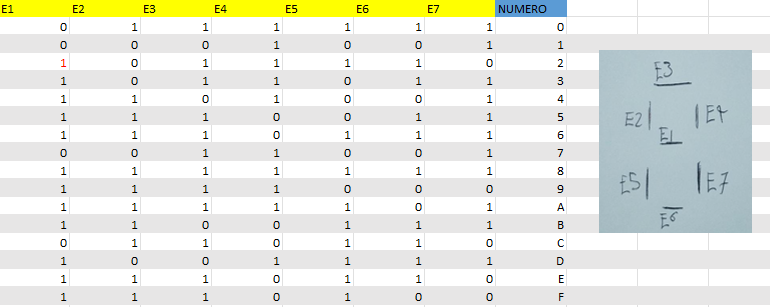 E1 E2 E3 E4 E5 E6 E7 NUMERO
0 1 1 1 1 1 1 0
0 0 0 1 0 0 1 1
1 0 1 1 1 1 0 2
1 0 1 1 0 1 1 3
1 1 0 1 0 0 1 4
1 1 1 0 0 1 1 5
1 1 1 0 1 1 1 6
0 0 1 1 0 0 1 7
1 1 1 1 1 1 1 8
1 1 1 1 0 0 0 9
1 1 1 1 1 0 1 A
1 1 0 0 1 1 1 B
0 1 1 0 1 1 0 C
1 0 0 1 1 1 1 D
1 1 1 0 1 1 0 E
1 1 1 0 1 0 0 F
E3
E2 E4
E1
E5 E7
E6